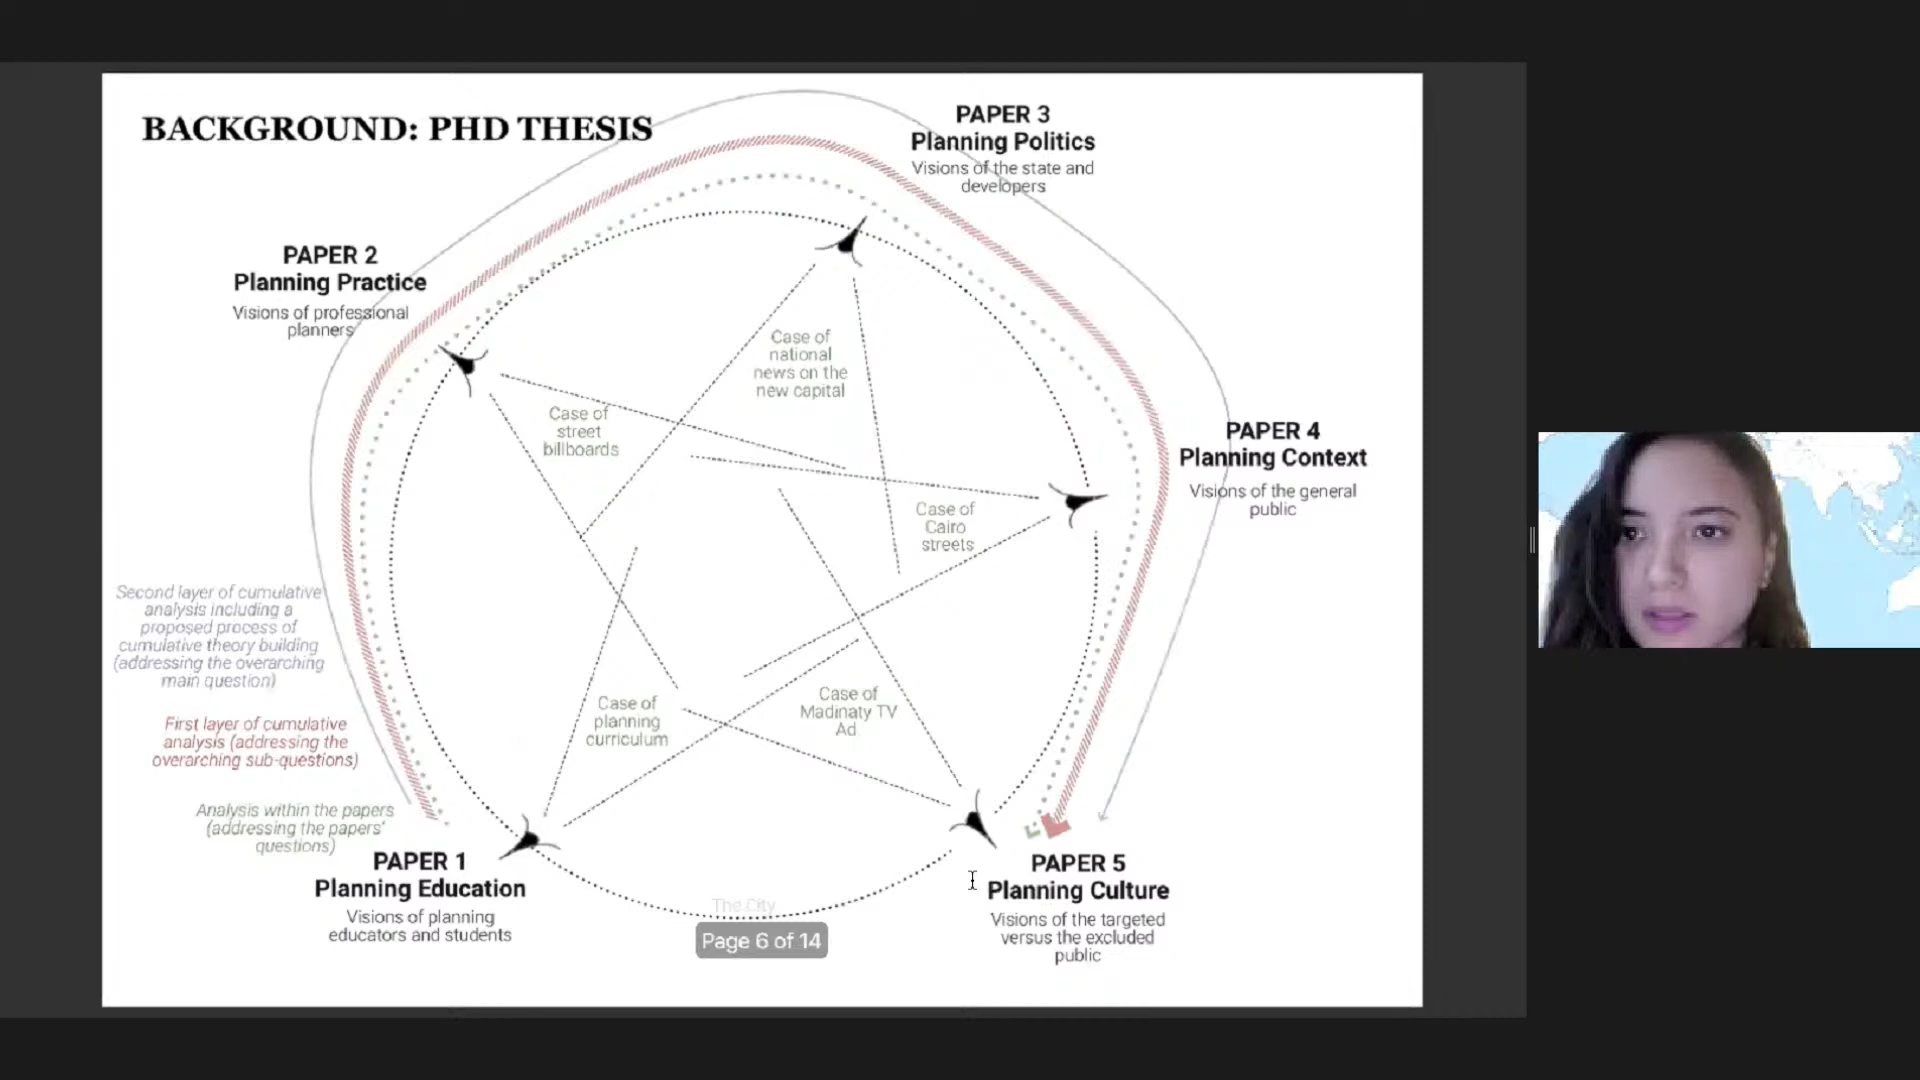 BACKGROUND: PHD THESIS
PAPER 3
Planning Politics
Visions of the state and
developers
PAPER 2
Planning Practice
Visions of professional
planners
Case of
national
news on the
new capital
Case of
street
billboards
PAPER 4
Planning Context
Visions of the general
public
Case of
Cairo
streets
Second layer of cumulative
analysis including a
proposed process of
cumulative theory building
(addressing the overarching
main question)
First layer of cumulative
analysis (addressing the
overarching sub-questions)
Analysis within the papers
(addressing the papers'
questions)
Case of
planning
curriculum
Case of
Madinaty TV
Ad
PAPER 1
Planning Education
Visions of planning
educators and students
The City
Page 6 of 14
PAPER 5
Planning Culture
Visions of the targeted
versus the excluded
public